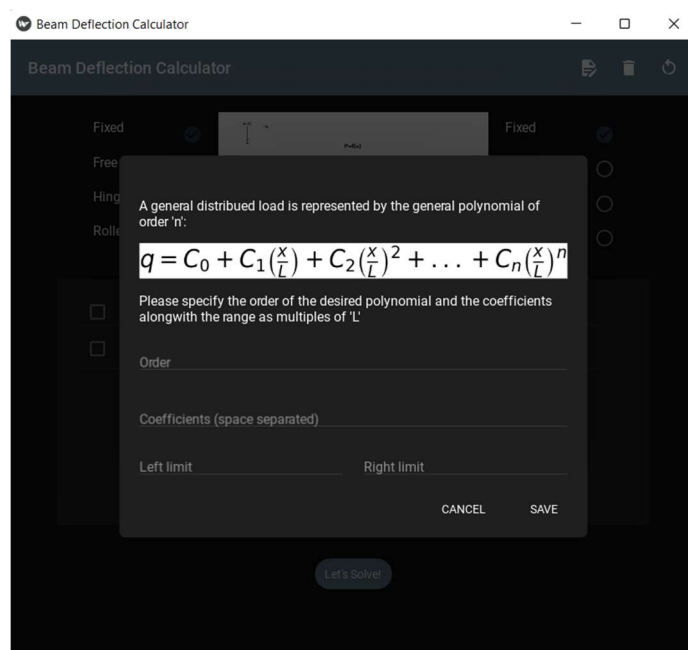 Beam Deflection Calculator
Beam Deflection Calculator
Fixed
Fixed
Free
Hing
Rolle
A general distribued load is represented by the general polynomial of
order 'n':
q = C₀ + C₁(x/L) + C₂(x/L)² + . . . + Cₙ(x/L)ⁿ
Please specify the order of the desired polynomial and the coefficients
alongwith the range as multiples of 'L'
Order
Coefficients (space separated)
Left limit Right limit
CANCEL SAVE
Let's Solve!